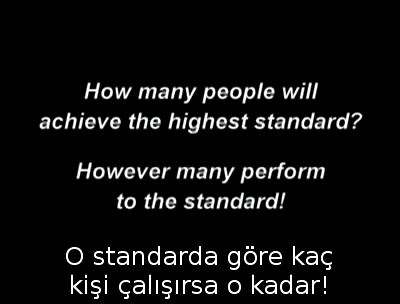 How many people will
achieve the highest standard?
However many perform
to the standard!
O standarda göre kaç
kişi çalışırsa o kadar!